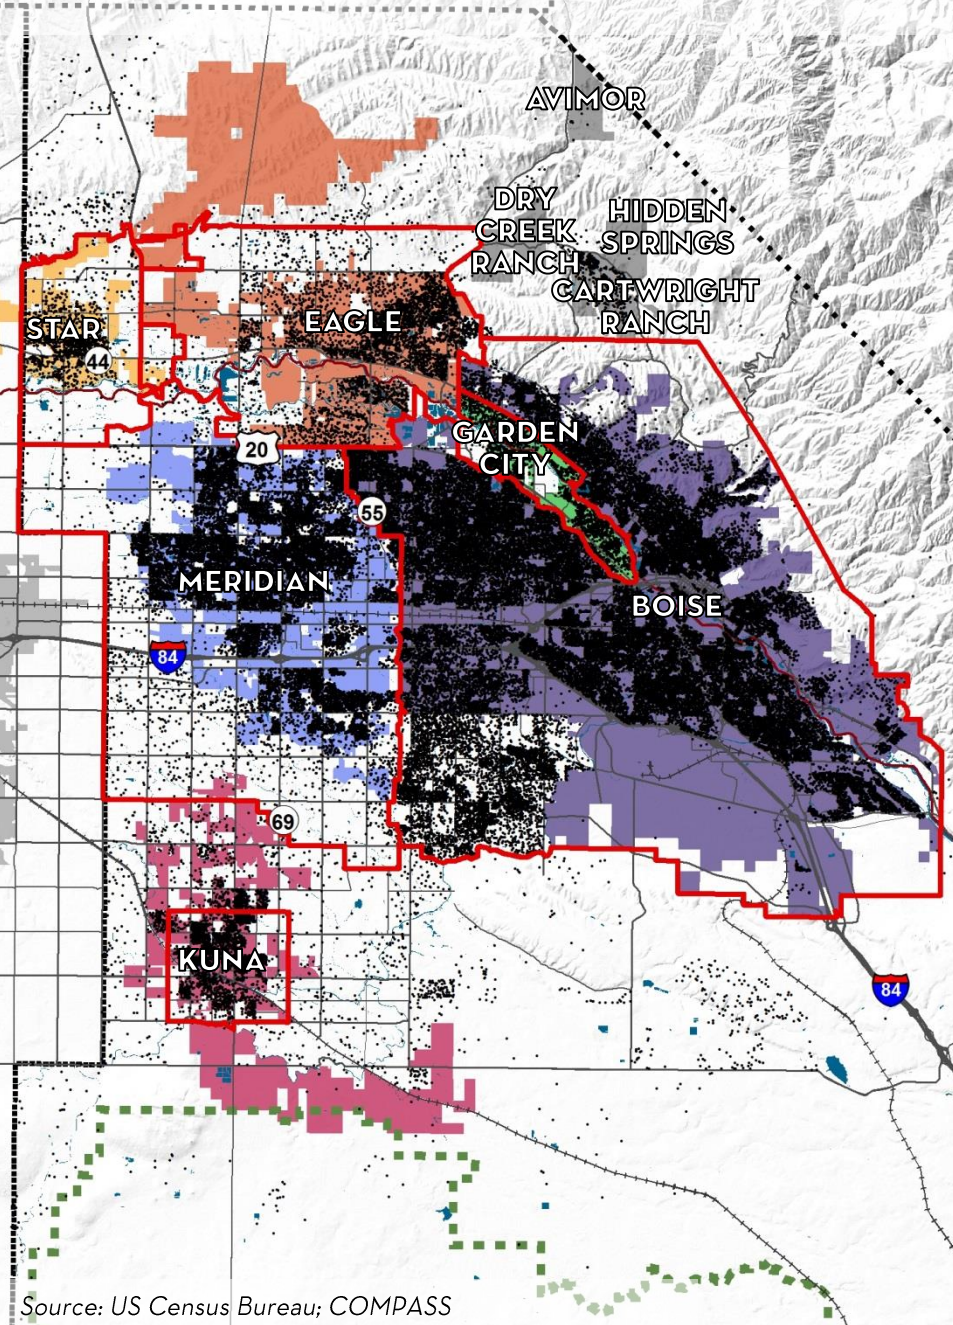 AVIMOR
DRY
CREEK
RANCH
HIDDEN
SPRINGS
CARTWRIGHT
RANCH
STAR
44
EAGLE
GARDEN
CITY
20
55
MERIDIAN
BOISE
84
69
KUNA
84
Source: US Census Bureau; COMPASS